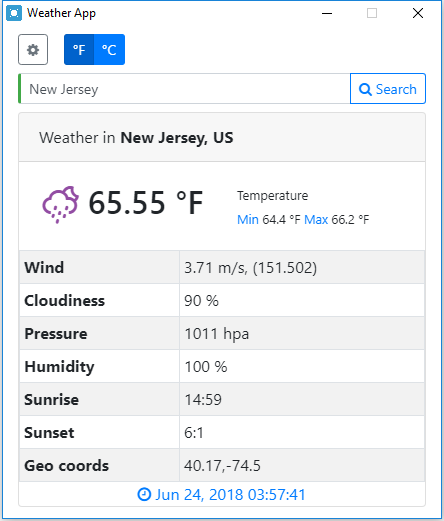 Weather App
°F °C
New Jersey Search
Weather in New Jersey, US
65.55 °F
Temperature
Min 64.4 °F Max 66.2 °F
Wind 3.71 m/s, (151.502)
Cloudiness 90 %
Pressure 1011 hpa
Humidity 100 %
Sunrise 14:59
Sunset 6:1
Geo coords 40.17,-74.5
Jun 24, 2018 03:57:41